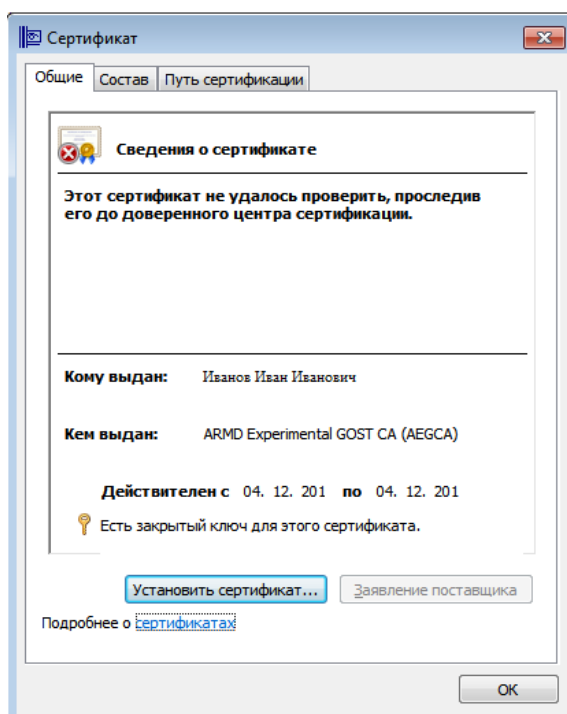 Сертификат
Общие Состав Путь сертификации
Сведения о сертификате
Этот сертификат не удалось проверить, проследив
его до доверенного центра сертификации.
Кому выдан: Иванов Иван Иванович
Кем выдан: ARMD Experimental GOST CA (AEGCA)
Действителен с 04. 12. 201 по 04. 12. 201
Есть закрытый ключ для этого сертификата.
Установить сертификат... Заявление поставщика
Подробнее о сертификатах
ОК